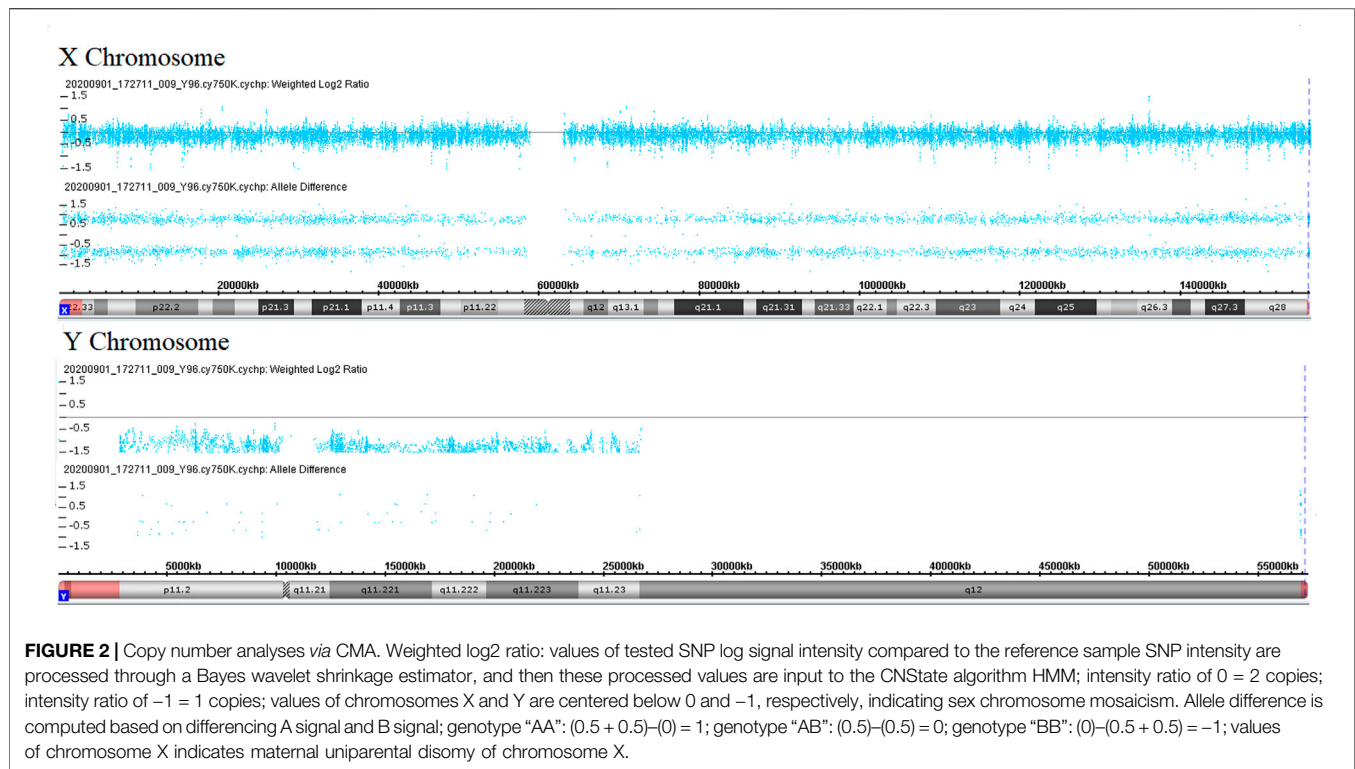 X Chromosome
20200901_172711_009_Y96.cy750K.cychp: Weighted Log2 Ratio
1.5
0.5
-0.5
-1.5
20200901_172711_009_Y96.cy750K.cychp: Allele Difference
1.5
0.5
-0.5
-1.5
20000kb 40000kb 60000kb 80000kb 100000kb 120000kb 140000kb
X 22.33 p22.2 p21.3 p21.1 p11.4 p11.3 p11.22 q12 q13.1 q21.1 q21.31 q21.33 q22.1 q22.3 q23 q24 q25 q26.3 q27.3 q28
Y Chromosome
20200901_172711_009_Y96.cy750K.cychp: Weighted Log2 Ratio
1.5
0.5
-0.5
-1.5
20200901_172711_009_Y96.cy750K.cychp: Allele Difference
1.5
0.5
-0.5
-1.5
5000kb 10000kb 15000kb 20000kb 25000kb 30000kb 35000kb 40000kb 45000kb 50000kb 55000kb
Y p11.2 q11.21 q11.221 q11.222 q11.223 q11.23 q12
FIGURE 2 | Copy number analyses via CMA. Weighted log2 ratio: values of tested SNP log signal intensity compared to the reference sample SNP intensity are
processed through a Bayes wavelet shrinkage estimator, and then these processed values are input to the CNState algorithm HMM; intensity ratio of 0 = 2 copies;
intensity ratio of −1 = 1 copies; values of chromosomes X and Y are centered below 0 and −1, respectively, indicating sex chromosome mosaicism. Allele difference is
computed based on differencing A signal and B signal; genotype “AA”: (0.5 + 0.5)–(0) = 1; genotype “AB”: (0.5)–(0.5) = 0; genotype “BB”: (0)–(0.5 + 0.5) = −1; values
of chromosome X indicates maternal uniparental disomy of chromosome X.